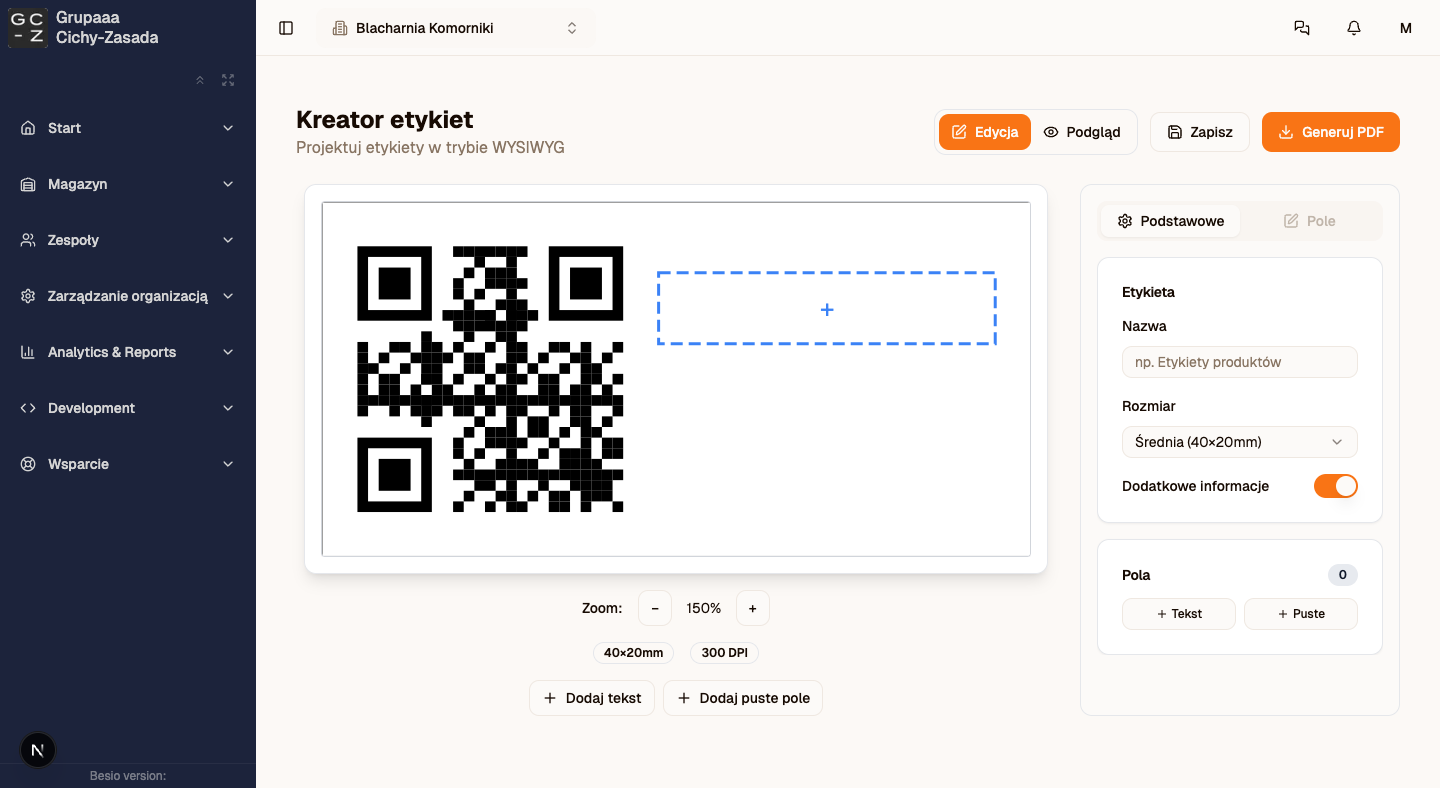 GC
-Z
Grupaaa
Cichy-Zasada
Blacharnia Komorniki
M
Start
Magazyn
Zespoły
Zarządzanie organizacją
Analytics & Reports
Development
Wsparcie
N
Besio version:
Kreator etykiet
Projektuj etykiety w trybie WYSIWYG
Edycja
Podgląd
Zapisz
Generuj PDF
+
Zoom:
−
150%
+
40×20mm
300 DPI
+ Dodaj tekst
+ Dodaj puste pole
Podstawowe
Pole
Etykieta
Nazwa
np. Etykiety produktów
Rozmiar
Średnia (40×20mm)
Dodatkowe informacje
Pola
0
+ Tekst
+ Puste